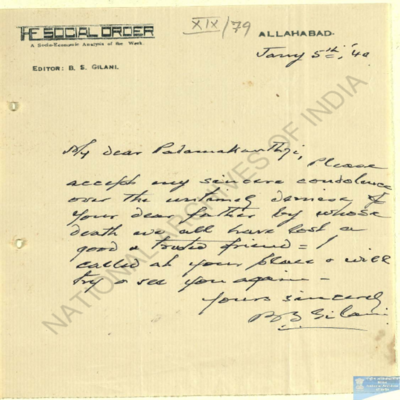 THE SOCIAL ORDER
A Socio-Economic Analysis of the Week.
EDITOR: B. S. GILANI.
XIX/79
ALLAHABAD.
Jany 5th, '40
My dear Padamakanthji,
Please
accept my sincere condolence
over the untimely demise of
your dear father by whose
death we all have lost a
good & trusted friend = I
called at your place & will
try & see you again =
Yours sincerely
B S Gilani
NATIONAL ARCHIVES OF INDIA